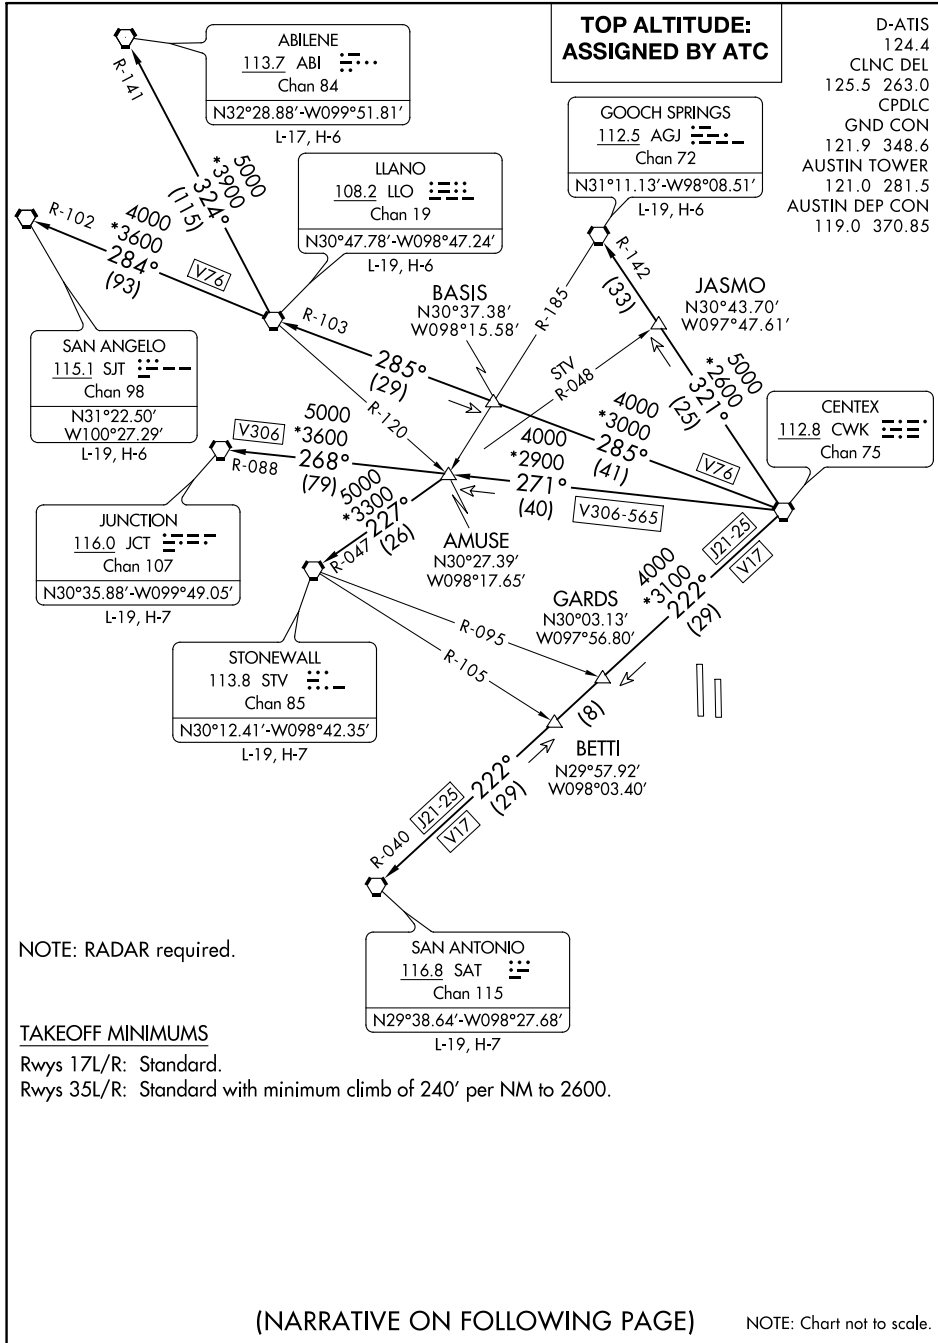 TOP ALTITUDE:
ASSIGNED BY ATC
D-ATIS
124.4
CLNC DEL
125.5 263.0
CPDLC
GND CON
121.9 348.6
AUSTIN TOWER
121.0 281.5
AUSTIN DEP CON
119.0 370.85
ABILENE
113.7 ABI
Chan 84
N32°28.88'-W099°51.81'
L-17, H-6
GOOCH SPRINGS
112.5 AGJ
Chan 72
N31°11.13'-W98°08.51'
L-19, H-6
LLANO
108.2 LLO
Chan 19
N30°47.78'-W098°47.24'
L-19, H-6
R-141
5000
*3900
324°
(115)
R-102
4000
*3600
284°
(93)
V76
R-103
BASIS
N30°37.38'
W098°15.58'
R-185
R-142
(33)
JASMO
N30°43.70'
W097°47.61'
STV
R-048
5000
*2600
321°
(25)
SAN ANGELO
115.1 SJT
Chan 98
N31°22.50'
W100°27.29'
L-19, H-6
285°
(29)
R-120
4000
*3000
285°
(41)
V76
CENTEX
112.8 CWK
Chan 75
V306
R-088
5000
*3600
268°
(79)
4000
*2900
271°
(40)
V306-565
5000
*3300
227°
(26)
R-047
JUNCTION
116.0 JCT
Chan 107
N30°35.88'-W099°49.05'
L-19, H-7
AMUSE
N30°27.39'
W098°17.65'
J21-25
V17
4000
*3100
222°
(29)
GARDS
N30°03.13'
W097°56.80'
STONEWALL
113.8 STV
Chan 85
N30°12.41'-W098°42.35'
L-19, H-7
R-095
R-105
(8)
BETTI
N29°57.92'
W098°03.40'
222°
(29)
J21-25
V17
R-040
SAN ANTONIO
116.8 SAT
Chan 115
N29°38.64'-W098°27.68'
L-19, H-7
NOTE: RADAR required.
TAKEOFF MINIMUMS
Rwys 17L/R: Standard.
Rwys 35L/R: Standard with minimum climb of 240' per NM to 2600.
(NARRATIVE ON FOLLOWING PAGE)
NOTE: Chart not to scale.